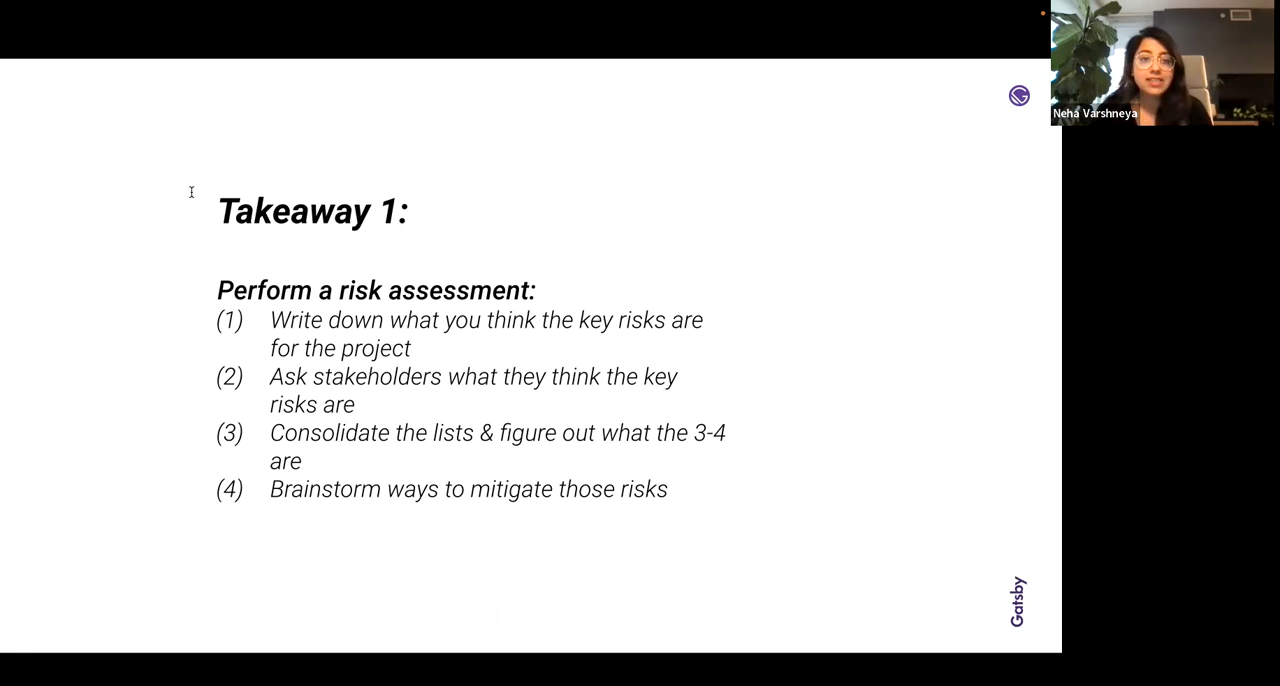 Neha Varshneya
Takeaway 1:
Perform a risk assessment:
(1) Write down what you think the key risks are
for the project
(2) Ask stakeholders what they think the key
risks are
(3) Consolidate the lists & figure out what the 3-4
are
(4) Brainstorm ways to mitigate those risks
Gatsby